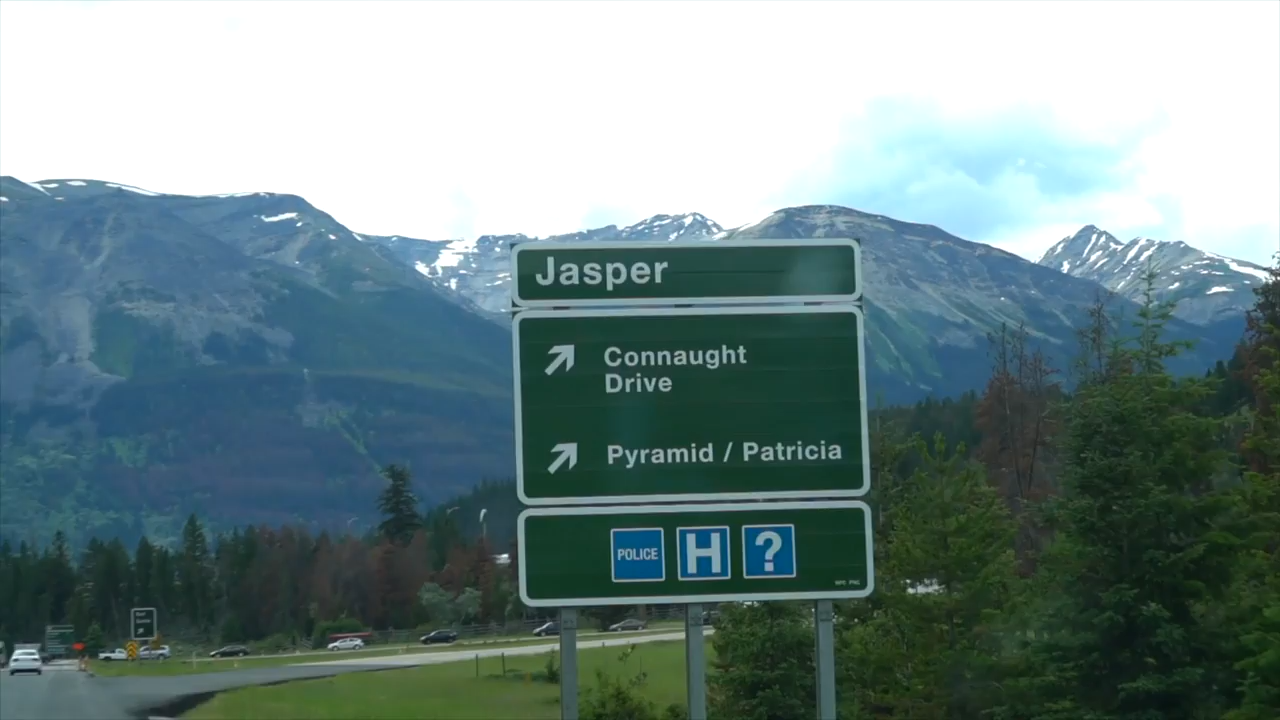 Jasper
Connaught
Drive
Pyramid / Patricia
POLICE
H
?